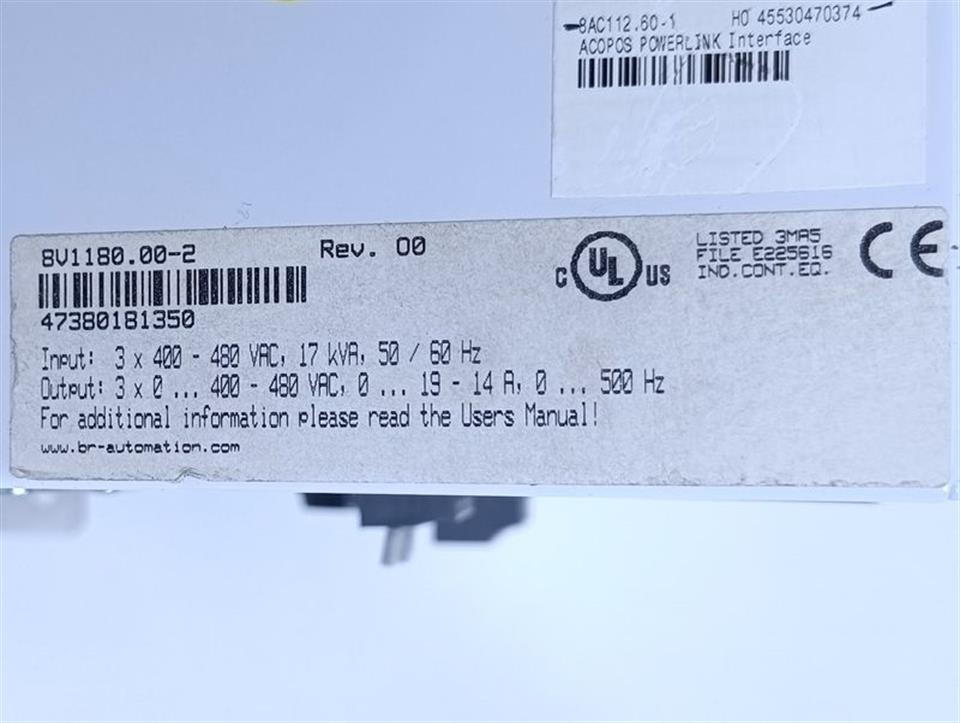 8AC112.60-1 H0 45530470374
ACOPOS POWERLINK Interface
8V1180.00-2 Rev. 00
47380181350
Input: 3 x 400 - 480 VAC, 17 kVA, 50 / 60 Hz
Output: 3 x 0 ... 400 - 480 VAC, 0 ... 19 - 14 A, 0 ... 500 Hz
For additional information please read the Users Manual!
www.br-automation.com
C UL US
LISTED 3MA5
FILE E225616
IND.CONT.EQ.
CE